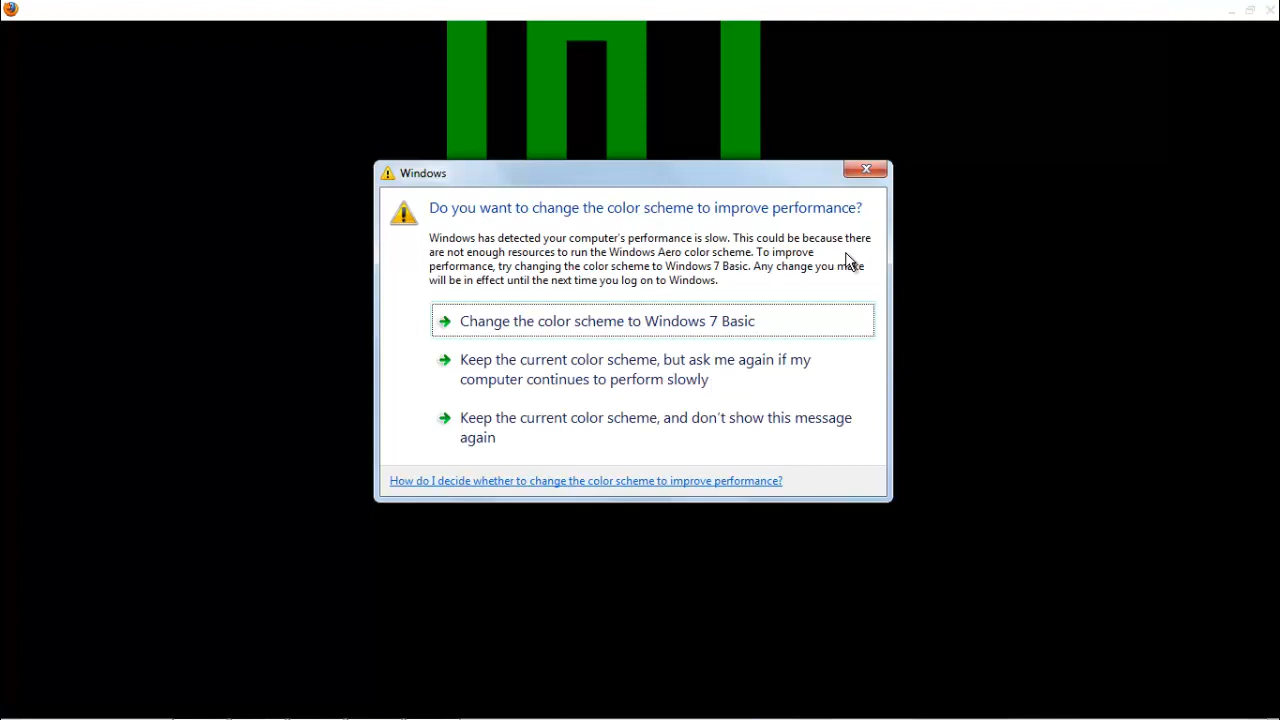 Windows
Do you want to change the color scheme to improve performance?
Windows has detected your computer's performance is slow. This could be because there
are not enough resources to run the Windows Aero color scheme. To improve
performance, try changing the color scheme to Windows 7 Basic. Any change you make
will be in effect until the next time you log on to Windows.
Change the color scheme to Windows 7 Basic
Keep the current color scheme, but ask me again if my
computer continues to perform slowly
Keep the current color scheme, and don't show this message
again
How do I decide whether to change the color scheme to improve performance?